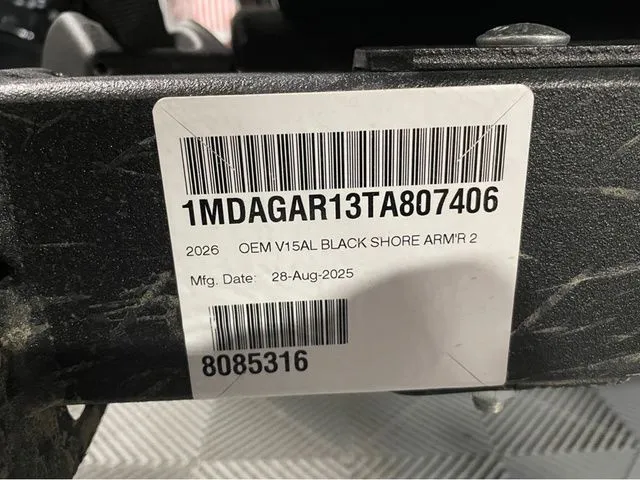 1MDAGAR13TA807406
2026 OEM V15AL BLACK SHORE ARM'R 2
Mfg. Date: 28-Aug-2025
8085316